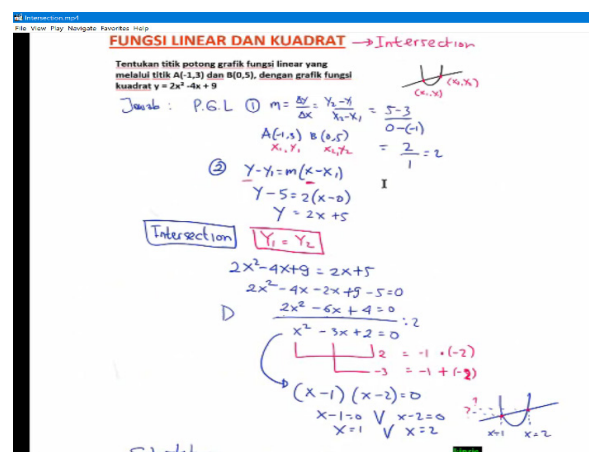 Intersection.mp4
File View Play Navigate Favorites Help
FUNGSI LINEAR DAN KUADRAT → Intersection
Tentukan titik potong grafik fungsi linear yang
melalui titik A(-1,3) dan B(0,5), dengan grafik fungsi
kuadrat y = 2x² -4x + 9
(x₂,Y₂)
(x₁,Y₁)
Jawab : P.G.L ① m = ΔY/ΔX = Y₂-Y₁/X₂-X₁ = 5-3/0-(-1)
A(-1,3) B(0,5)
X₁,Y₁ X₂,Y₂
= 2/1 = 2
② Y-Y₁=m(x-X₁)
Y-5=2(x-0)
Y = 2x+5
Intersection Y₁ = Y₂
2x²-4x+9 = 2x+5
2x²-4x-2x+9-5=0
D 2x²-6x+4=0
:2
x²-3x+2=0
2 = -1 . (-2)
-3 = -1 + (-2)
(x-1) (x-2)=0
x-1=0 V x-2=0
x=1 V x=2
??
x=1 x=2